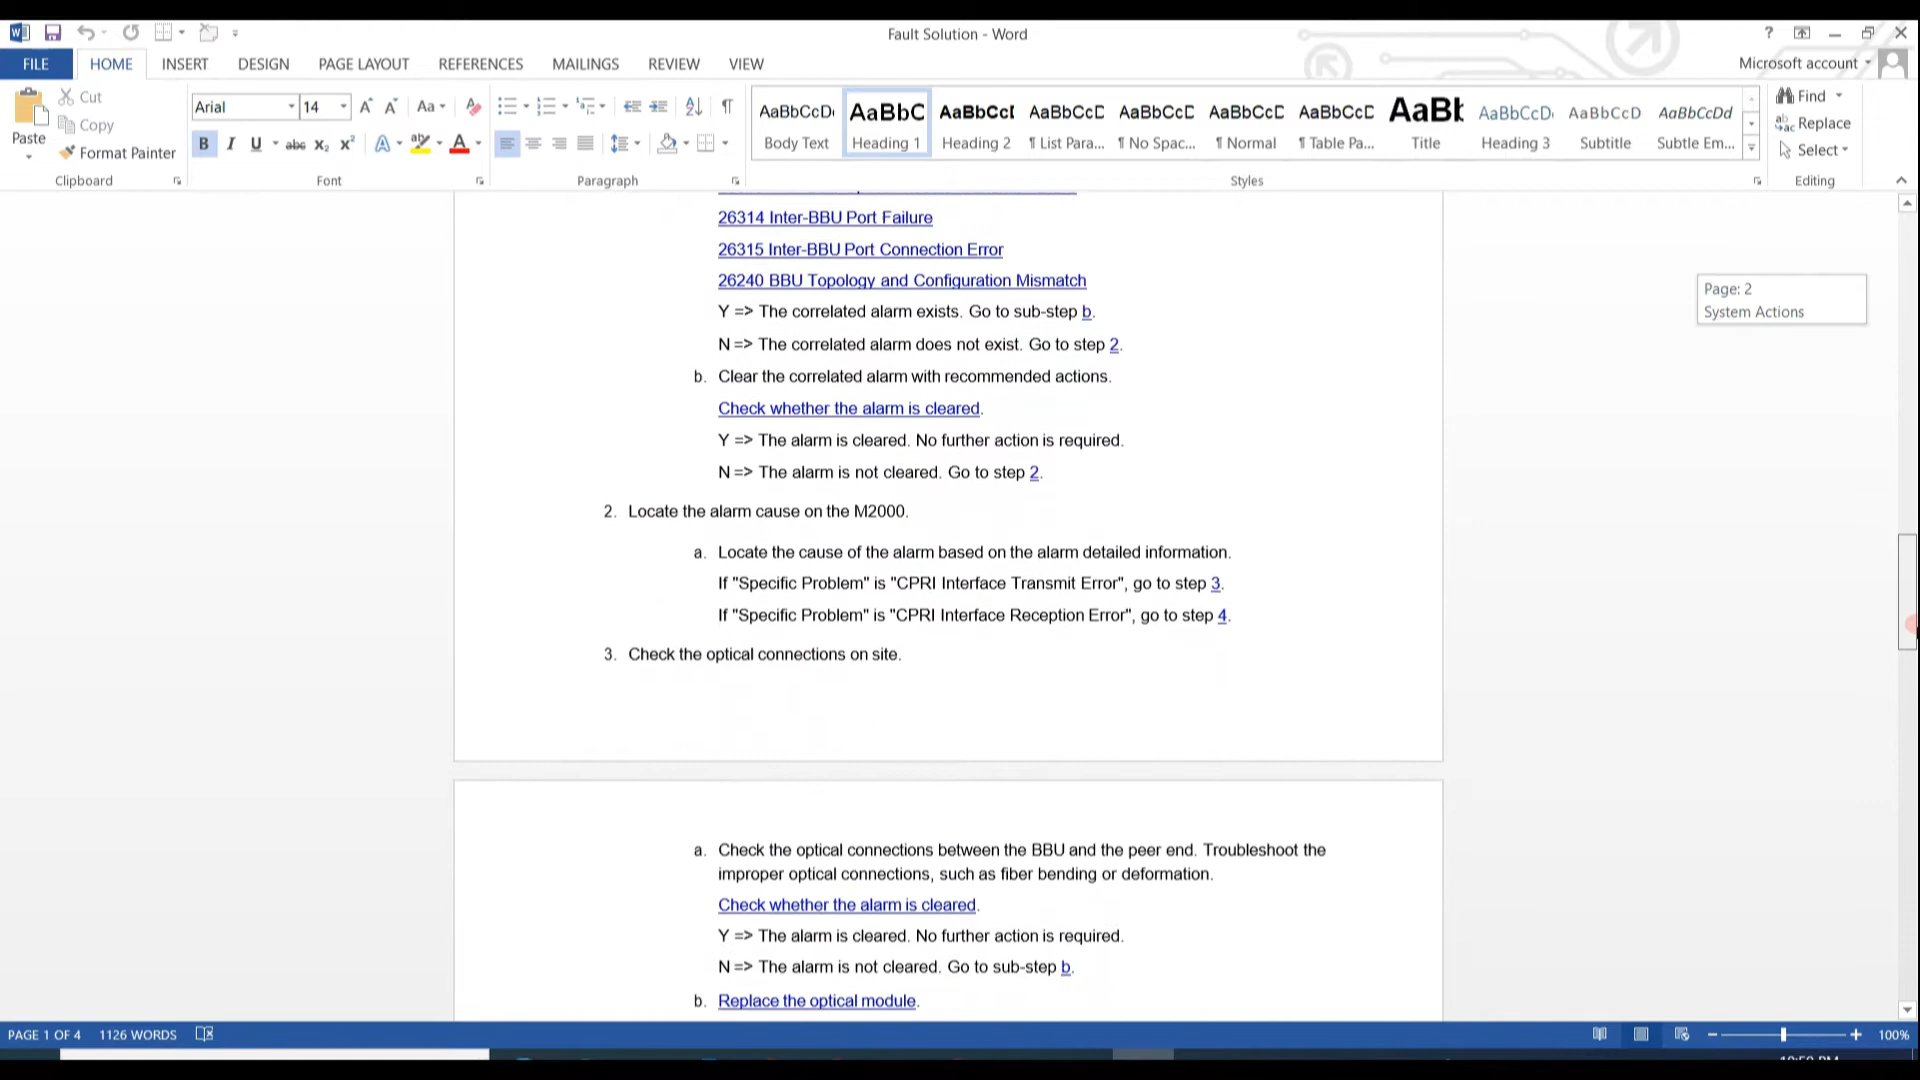 Fault Solution - Word
?
Microsoft account
FILE HOME INSERT DESIGN PAGE LAYOUT REFERENCES MAILINGS REVIEW VIEW
Paste
Cut
Copy
Format Painter
Clipboard
Arial 14
Font
Paragraph
AaBbCcDd Body Text
AaBbC Heading 1
AaBbCcI Heading 2
AaBbCcD ¶ List Para...
AaBbCcD ¶ No Spac...
AaBbCcD ¶ Normal
AaBbCcD ¶ Table Pa...
AaBb Title
AaBbCcD. Heading 3
AaBbCcD Subtitle
AaBbCcDd Subtle Em...
Styles
Find
Replace
Select
Editing
26314 Inter-BBU Port Failure
26315 Inter-BBU Port Connection Error
26240 BBU Topology and Configuration Mismatch
Y => The correlated alarm exists. Go to sub-step b.
N => The correlated alarm does not exist. Go to step 2.
b. Clear the correlated alarm with recommended actions.
Check whether the alarm is cleared.
Y => The alarm is cleared. No further action is required.
N => The alarm is not cleared. Go to step 2.
2. Locate the alarm cause on the M2000.
a. Locate the cause of the alarm based on the alarm detailed information.
If "Specific Problem" is "CPRI Interface Transmit Error", go to step 3.
If "Specific Problem" is "CPRI Interface Reception Error", go to step 4.
3. Check the optical connections on site.
Page: 2
System Actions
a. Check the optical connections between the BBU and the peer end. Troubleshoot the
improper optical connections, such as fiber bending or deformation.
Check whether the alarm is cleared.
Y => The alarm is cleared. No further action is required.
N => The alarm is not cleared. Go to sub-step b.
b. Replace the optical module.
PAGE 1 OF 4 1126 WORDS
100%